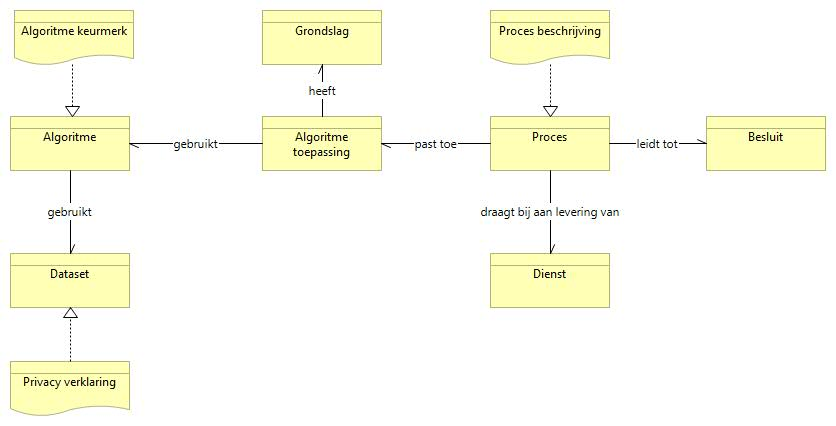 Algoritme keurmerk
Grondslag
Proces beschrijving
heeft
Algoritme
gebruikt
Algoritme
toepassing
past toe
Proces
leidt tot
Besluit
gebruikt
draagt bij aan levering van
Dataset
Dienst
Privacy verklaring